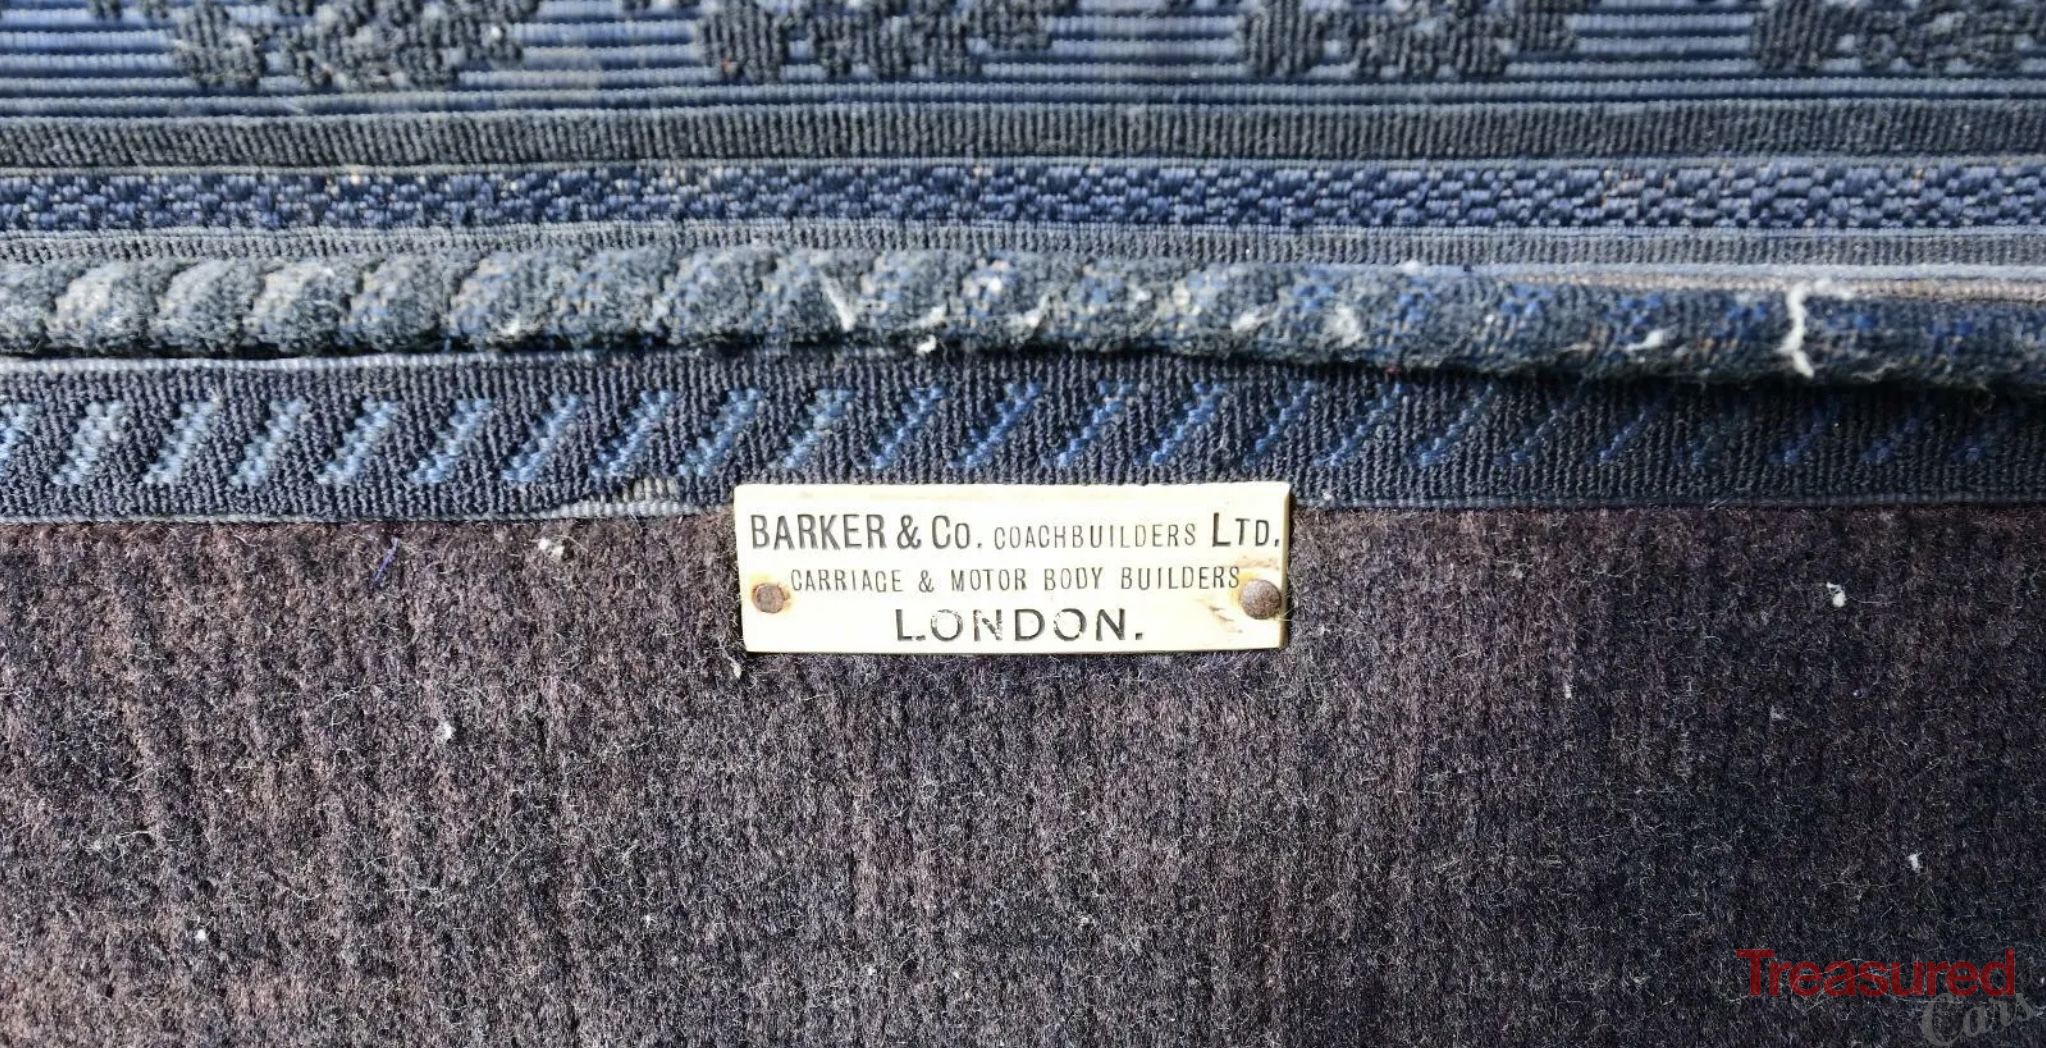 BARKER & Co. COACHBUILDERS LTD.
CARRIAGE & MOTOR BODY BUILDERS
LONDON.
Treasured
Cars